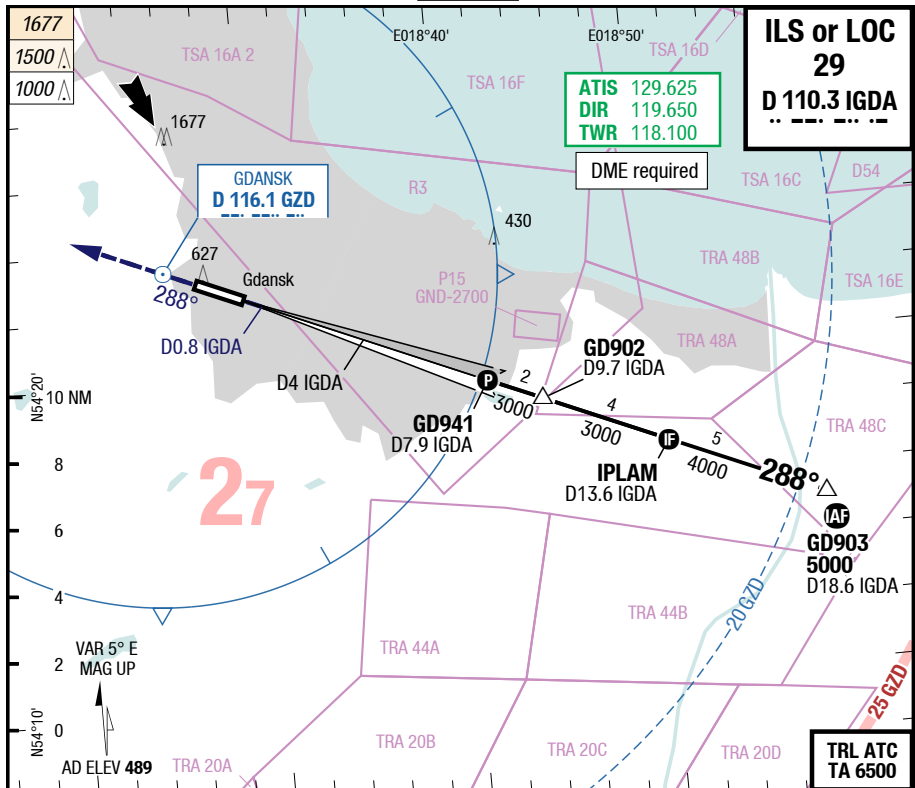 1677
1500
1000
TSA 16A 2
E018°40'
E018°50'
TSA 16D
ILS or LOC
29
D 110.3 IGDA
TSA 16F
ATIS 129.625
DIR 119.650
TWR 118.100
DME required
1677
GDANSK
D 116.1 GZD
R3
TSA 16C
D54
430
627
Gdansk
288°
P15
GND-2700
TRA 48B
TSA 16E
TRA 48A
D0.8 IGDA
D4 IGDA
GD902
D9.7 IGDA
N54°20'
10 NM
P
2
3000
GD941
D7.9 IGDA
4
3000
IF
5
4000
TRA 48C
IPLAM
D13.6 IGDA
288°
8
27
IAF
GD903
5000
D18.6 IGDA
6
4
20 GZD
TRA 44B
TRA 44A
VAR 5° E
MAG UP
2
25 GZD
N54°10'
0
AD ELEV 489
TRA 20A
TRA 20B
TRA 20C
TRA 20D
TRL ATC
TA 6500